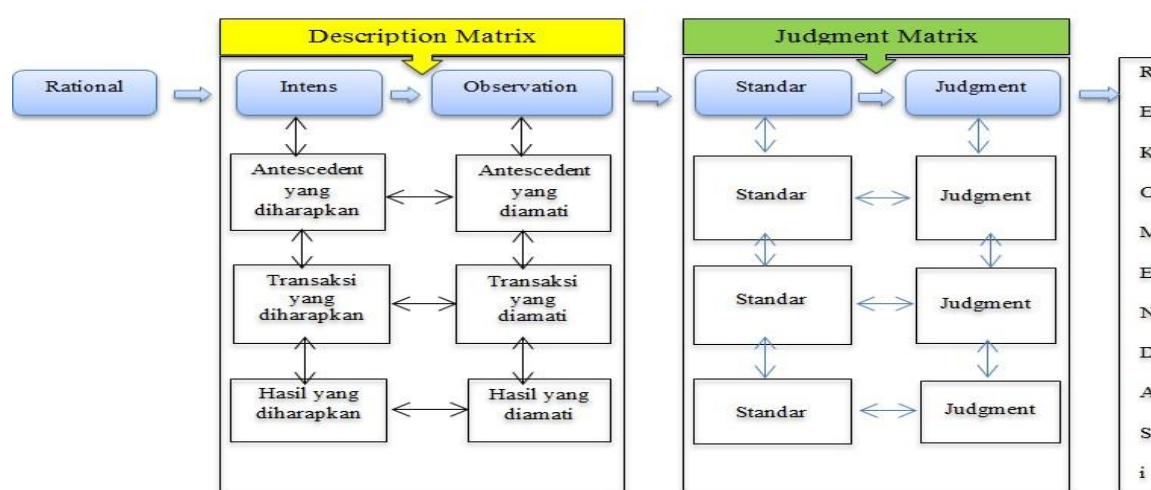 Description Matrix
Judgment Matrix
Rational
Intens
Observation
Standar
Judgment
Antescedent
yang
diharapkan
Antescedent
yang
diamati
Standar
Judgment
Transaksi
yang
diharapkan
Transaksi
yang
diamati
Standar
Judgment
Hasil yang
diharapkan
Hasil yang
diamati
Standar
Judgment
R
E
K
O
M
E
N
D
A
S
i